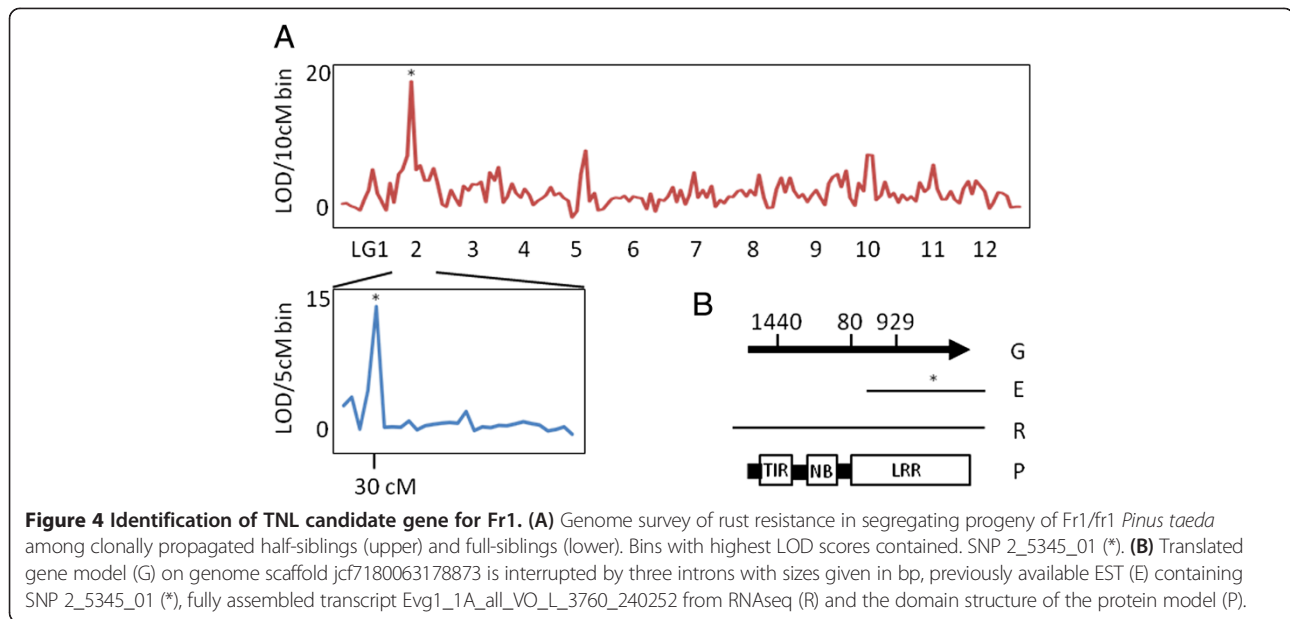 A
LOD/10cM bin
20
*
0
LG1 2 3 4 5 6 7 8 9 10 11 12
LOD/5cM bin
15
*
0
30 cM
B
1440 80 929
G
*
E
R
TIR NB LRR P
Figure 4 Identification of TNL candidate gene for Fr1. (A) Genome survey of rust resistance in segregating progeny of Fr1/fr1 Pinus taeda
among clonally propagated half-siblings (upper) and full-siblings (lower). Bins with highest LOD scores contained. SNP 2_5345_01 (*). (B) Translated
gene model (G) on genome scaffold jcf7180063178873 is interrupted by three introns with sizes given in bp, previously available EST (E) containing
SNP 2_5345_01 (*), fully assembled transcript Evg1_1A_all_VO_L_3760_240252 from RNAseq (R) and the domain structure of the protein model (P).